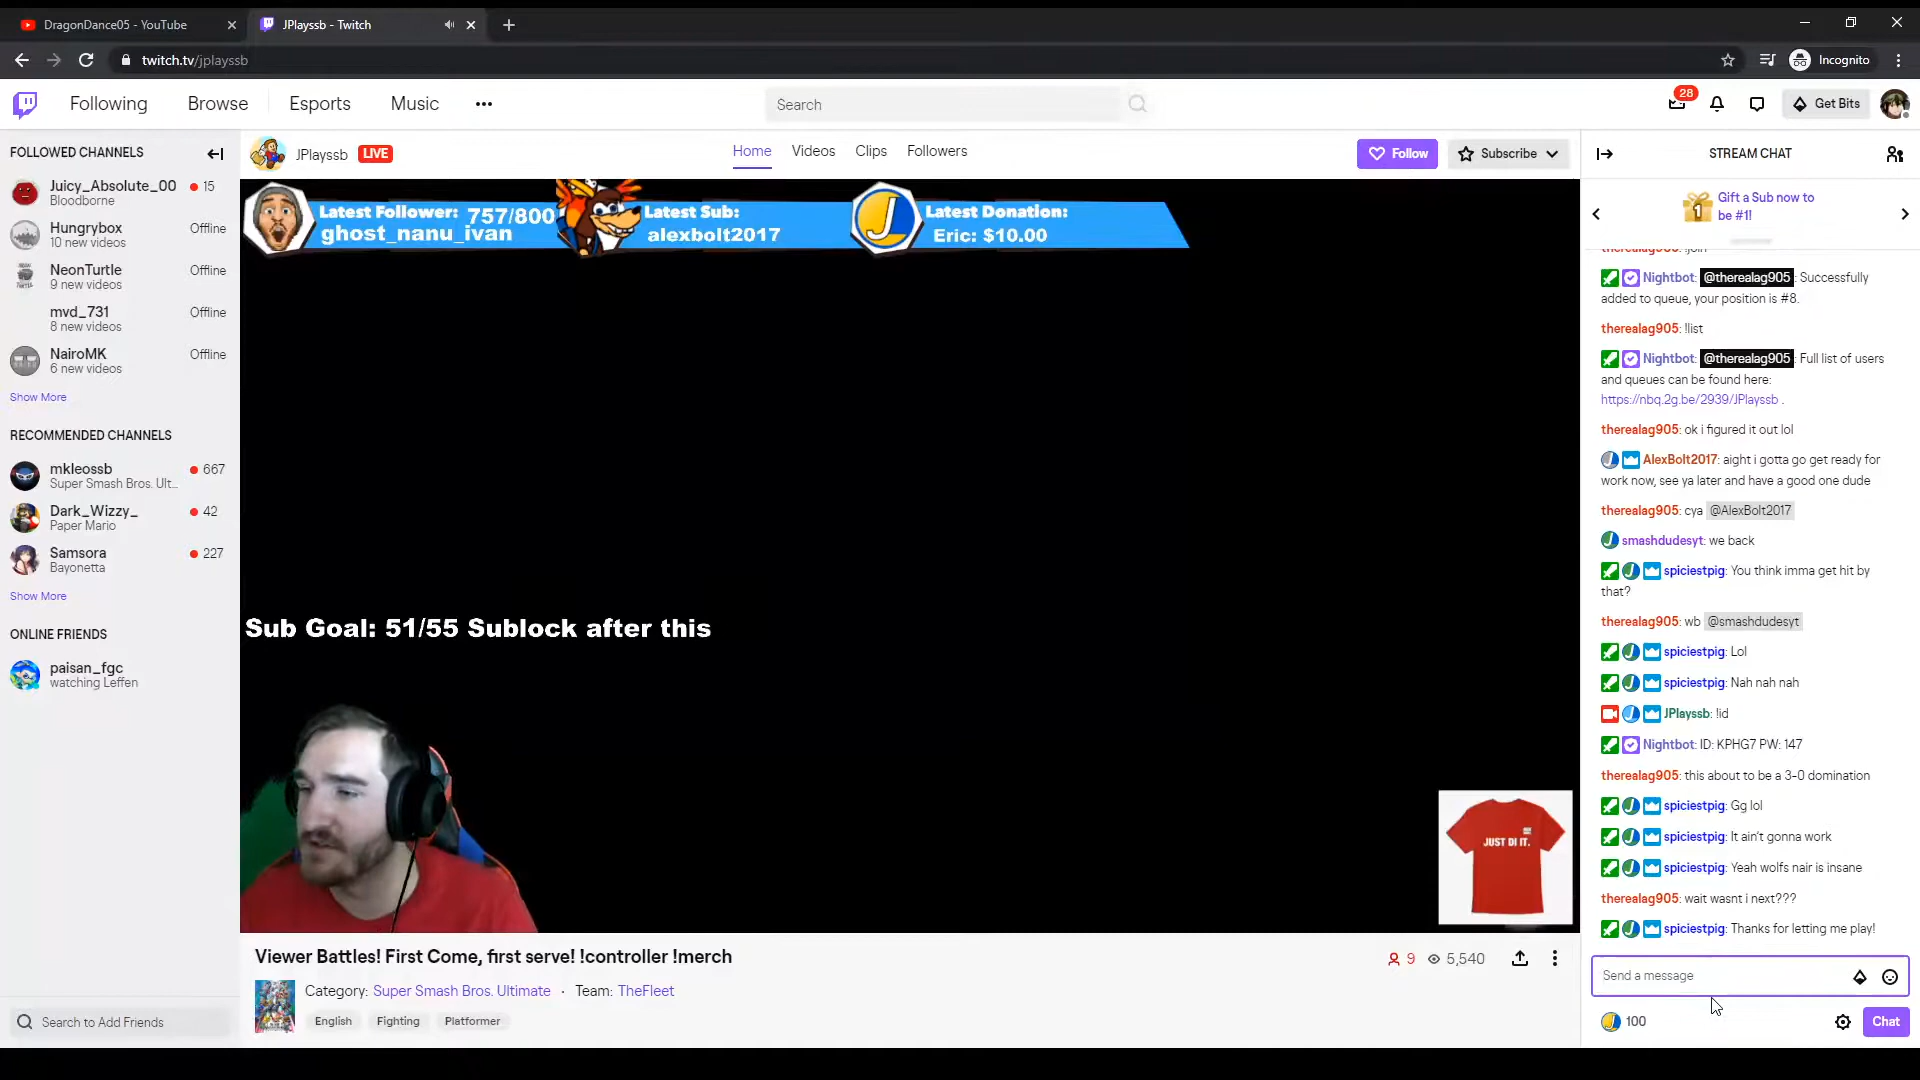 DragonDance05 - YouTube
JPlayssb - Twitch
twitch.tv/jplayssb
Incognito
Following
Browse
Esports
Music
Search
28
Get Bits
FOLLOWED CHANNELS
Juicy_Absolute_00
15
Bloodborne
Hungrybox
Offline
10 new videos
NeonTurtle
Offline
9 new videos
mvd_731
Offline
8 new videos
NairoMK
Offline
6 new videos
Show More
RECOMMENDED CHANNELS
mkleossb
667
Super Smash Bros. Ult...
Dark_Wizzy_
42
Paper Mario
Samsora
227
Bayonetta
Show More
ONLINE FRIENDS
paisan_fgc
watching Leffen
Search to Add Friends
JPlayssb
LIVE
Home
Videos
Clips
Followers
Follow
Subscribe
Latest Follower: 757/800
ghost_nanu_ivan
Latest Sub:
alexbolt2017
Latest Donation:
Eric: $10.00
Sub Goal: 51/55 Sublock after this
JUST DI IT.
Viewer Battles! First Come, first serve! !controller !merch
9
5,540
Category: Super Smash Bros. Ultimate · Team: TheFleet
English
Fighting
Platformer
STREAM CHAT
1
Gift a Sub now to
be #1!
therealag905: !join
Nightbot: @therealag905: Successfully
added to queue, your position is #8.
therealag905: !list
Nightbot: @therealag905: Full list of users
and queues can be found here:
https://nbq.2g.be/2939/JPlayssb .
therealag905: ok i figured it out lol
AlexBolt2017: aight i gotta go get ready for
work now, see ya later and have a good one dude
therealag905: cya @AlexBolt2017
smashdudesyt: we back
spiciestpig: You think imma get hit by
that?
therealag905: wb @smashdudesyt
spiciestpig: Lol
spiciestpig: Nah nah nah
JPlayssb: !id
Nightbot: ID: KPHG7 PW: 147
therealag905: this about to be a 3-0 domination
spiciestpig: Gg lol
spiciestpig: It ain't gonna work
spiciestpig: Yeah wolfs nair is insane
therealag905: wait wasnt i next???
spiciestpig: Thanks for letting me play!
Send a message
100
Chat